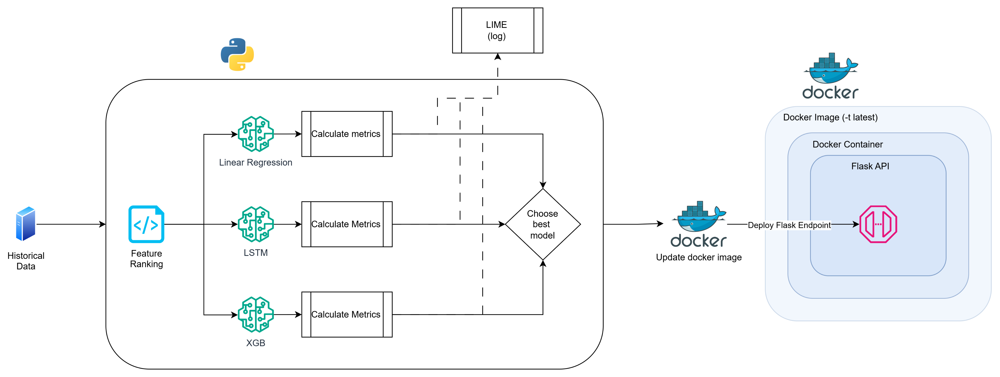 LIME
(log)
docker
Docker Image (-t latest)
Docker Container
Flask API
Calculate metrics
Linear Regression
Historical
Data
Feature
Ranking
Calculate Metrics
LSTM
Choose
best
model
docker
Update docker image
Deploy Flask Endpoint
Calculate Metrics
XGB